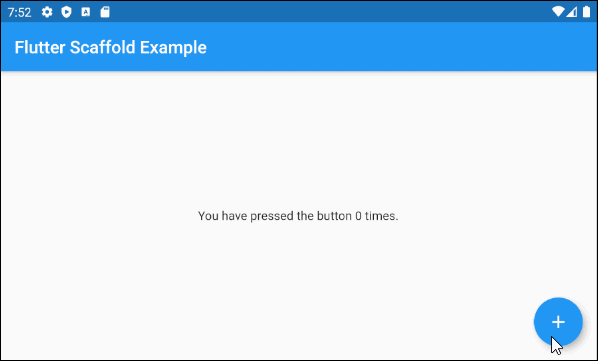 7:52
Flutter Scaffold Example
You have pressed the button 0 times.